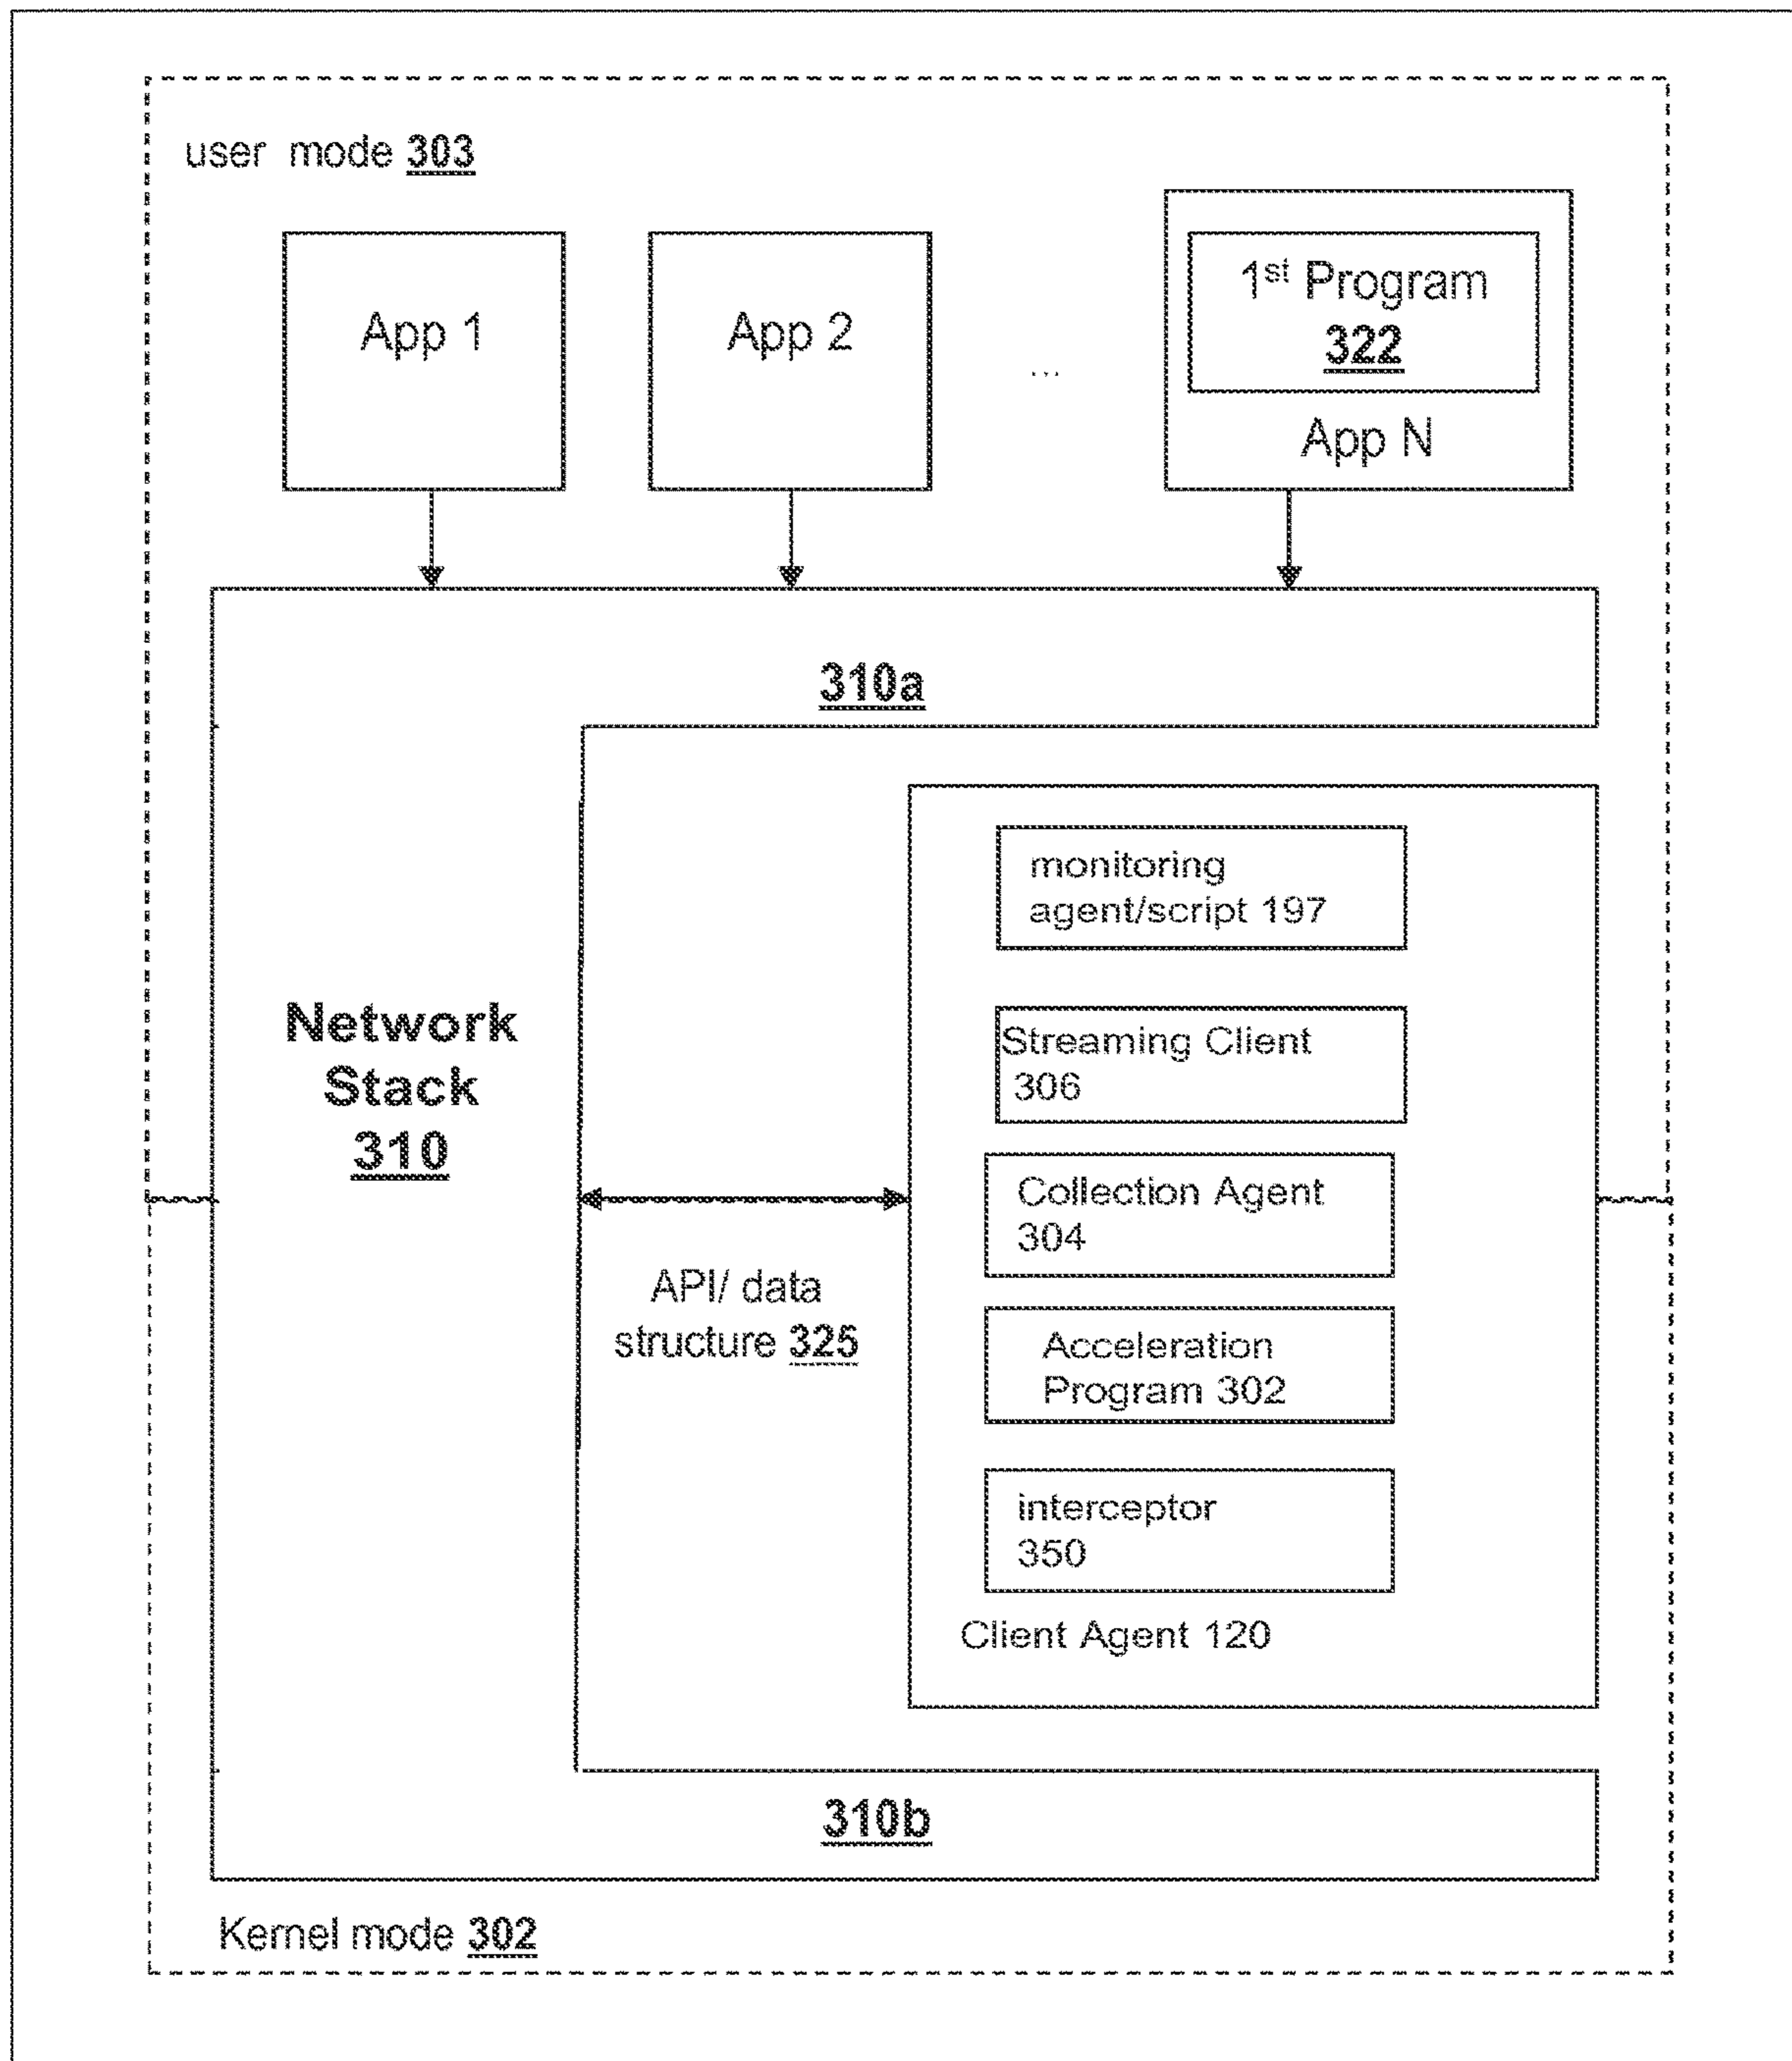 user mode 303
App 1
App 2
...
1st Program
322
App N
310a
Network
Stack
310
API/ data
structure 325
monitoring
agent/script 197
Streaming Client
306
Collection Agent
304
Acceleration
Program 302
interceptor
350
Client Agent 120
310b
Kernel mode 302